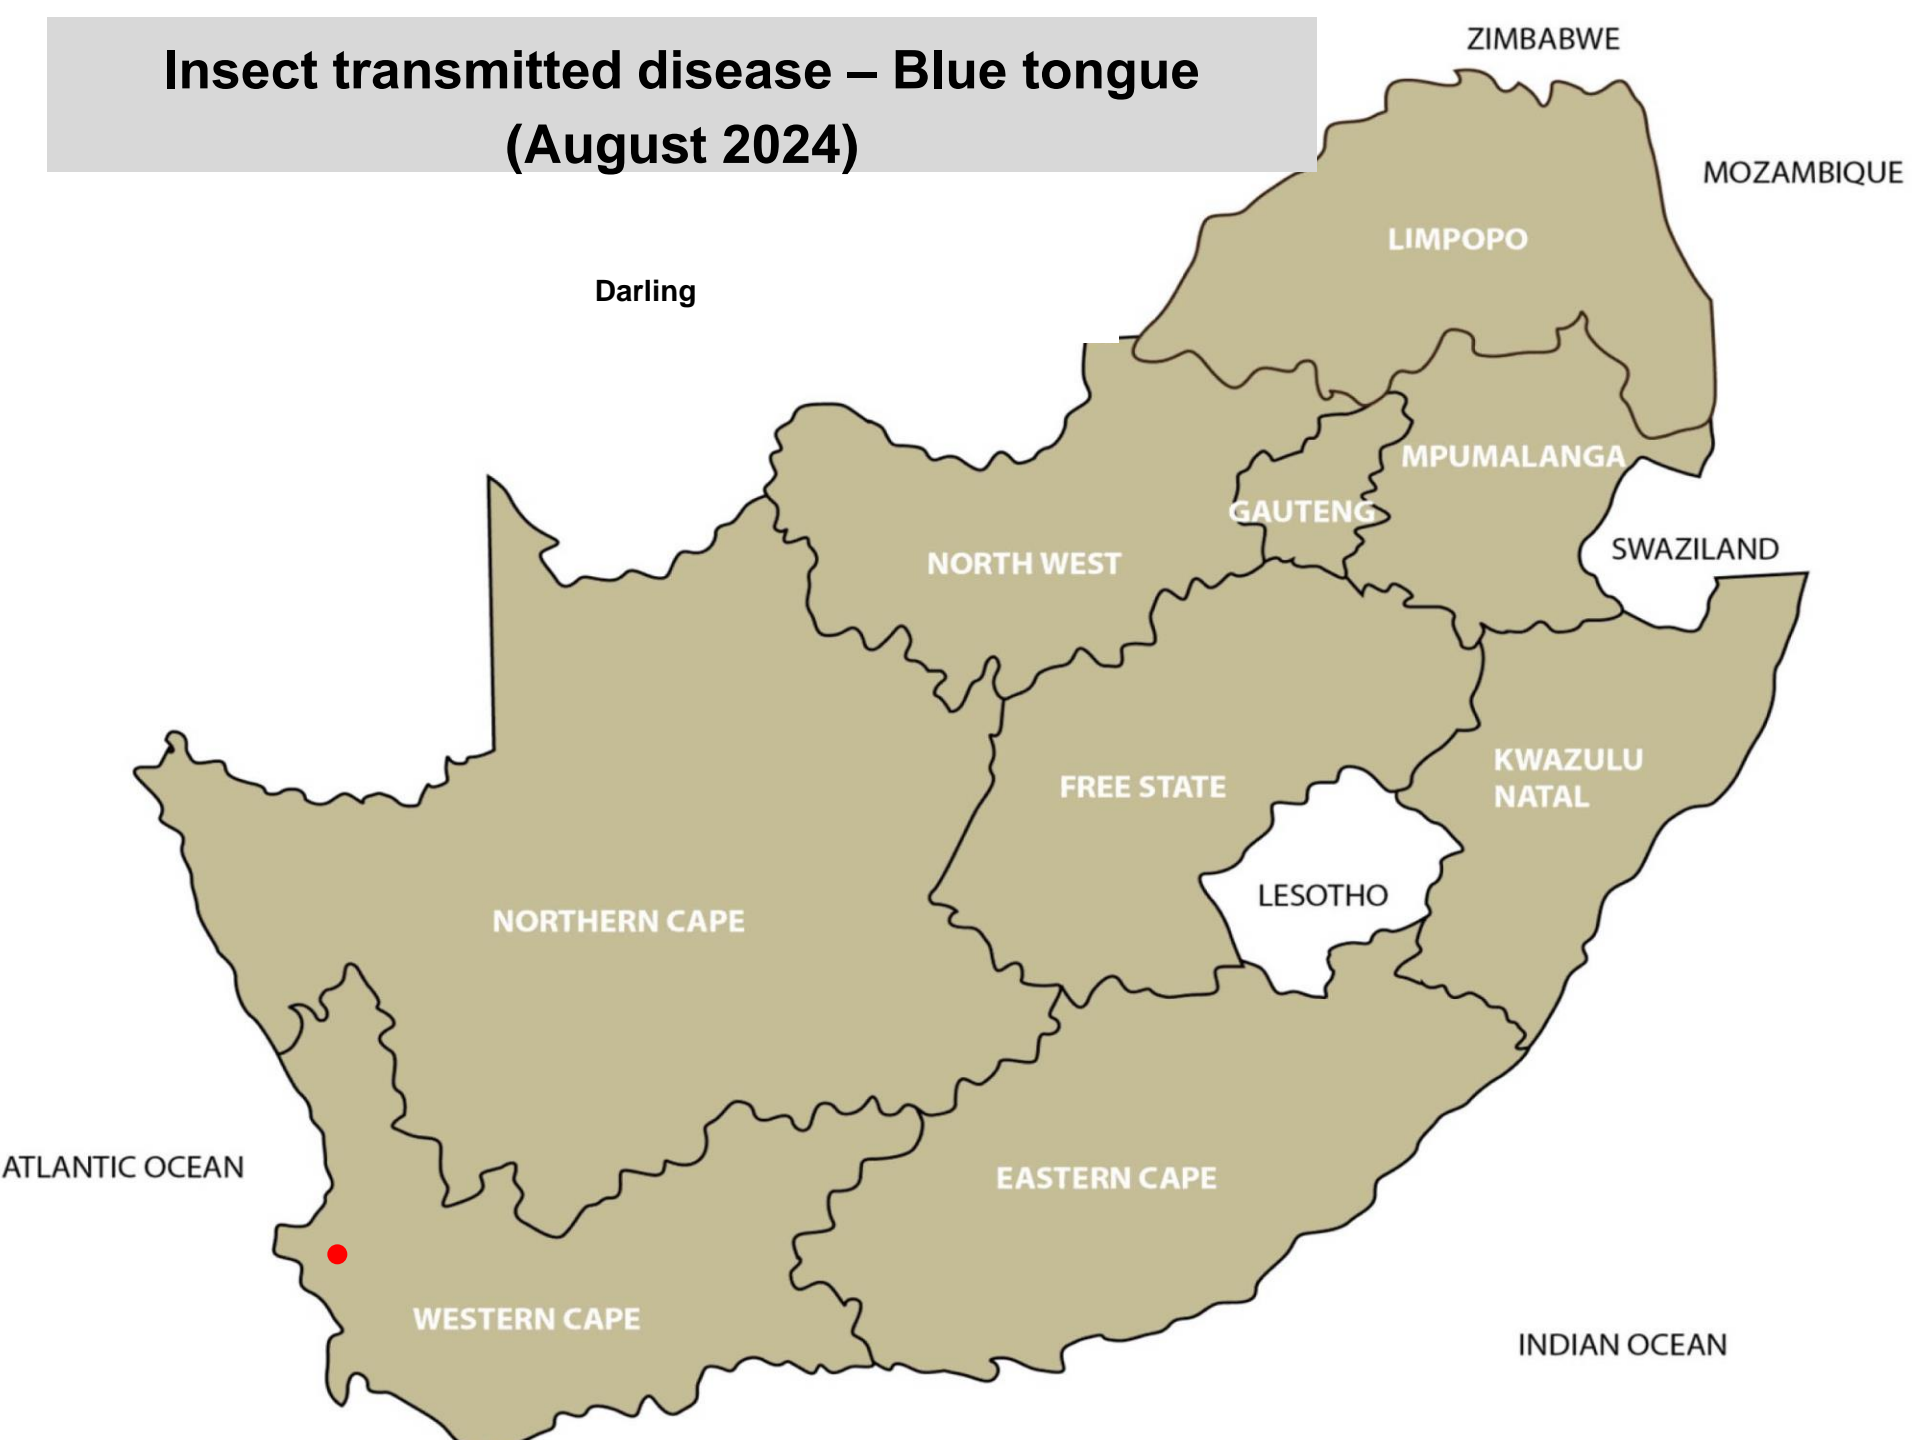 Insect transmitted disease – Blue tongue
(August 2024)
ZIMBABWE
MOZAMBIQUE
LIMPOPO
Darling
MPUMALANGA
GAUTENG
SWAZILAND
NORTH WEST
KWAZULU
NATAL
FREE STATE
LESOTHO
NORTHERN CAPE
ATLANTIC OCEAN
EASTERN CAPE
WESTERN CAPE
INDIAN OCEAN